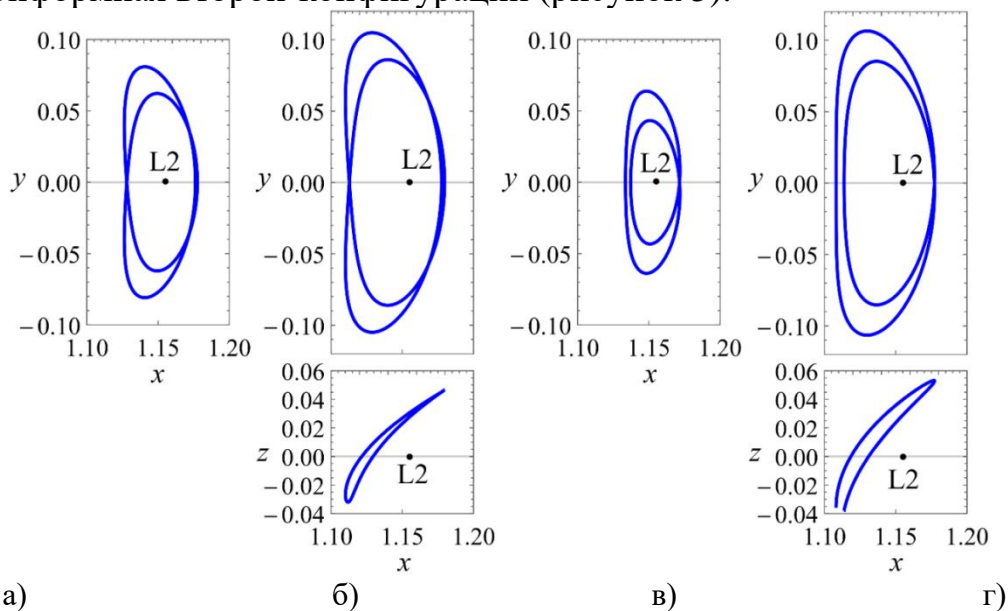 второй конфигурации (рисунок 3).
0.10 0.10 0.10 0.10
0.05 0.05 0.05 0.05
L2 L2 L2 L2
y 0.00 y 0.00 y 0.00 y 0.00
−0.05 −0.05 −0.05 −0.05
−0.10 −0.10 −0.10 −0.10
1.10 1.15 1.20 1.10 1.15 1.20
x x
0.06 0.06
0.04 0.04
0.02 0.02
z 0.00 z 0.00
L2 L2
−0.02 −0.02
−0.04 −0.04
1.10 1.15 1.20 1.10 1.15 1.20
x x
а) б) в) г)